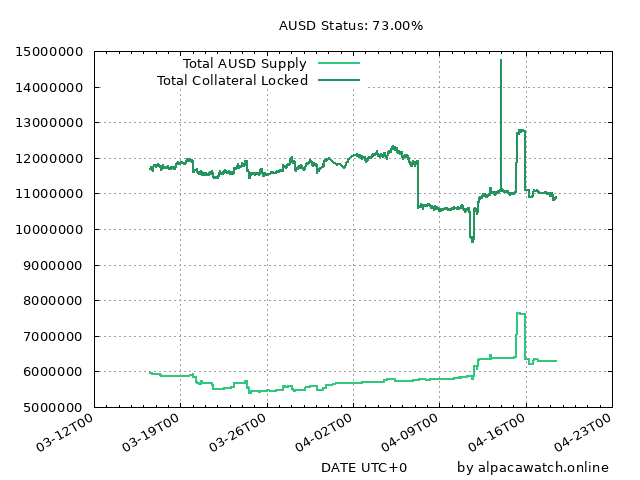 AUSD Status: 73.00%
Total AUSD Supply
Total Collateral Locked
15000000
14000000
13000000
12000000
11000000
10000000
9000000
8000000
7000000
6000000
5000000
03-12T00
03-19T00
03-26T00
04-02T00
04-09T00
04-16T00
04-23T00
DATE UTC+0
by alpacawatch.online